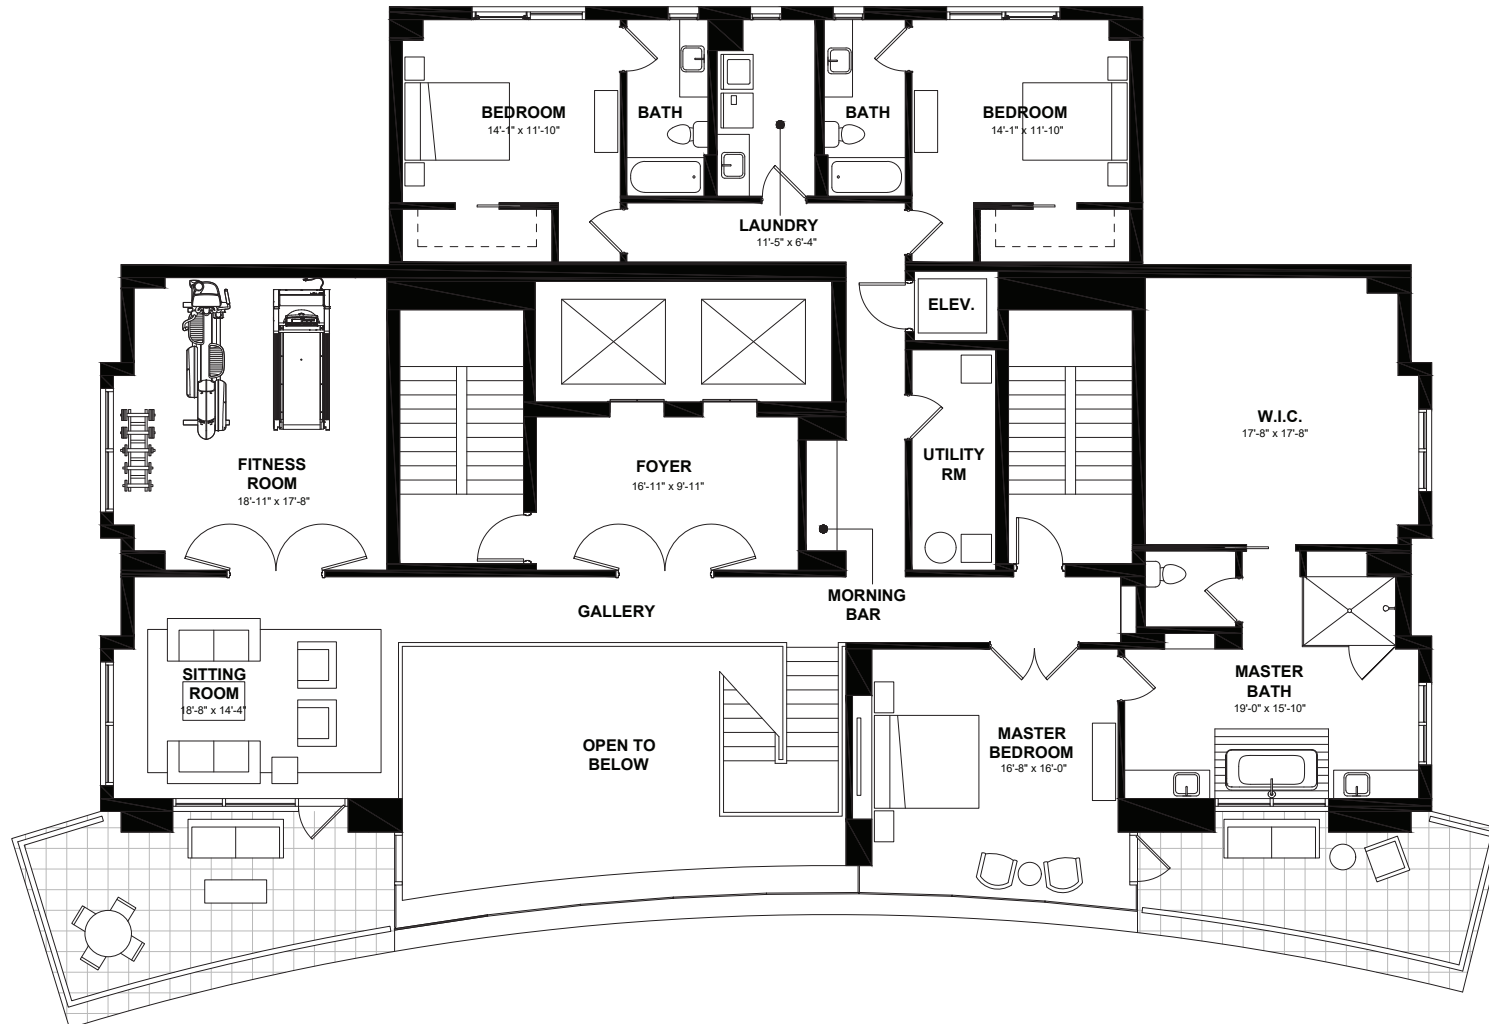 BEDROOM
14'-1" x 11'-10"
BATH
BATH
BEDROOM
14'-1" x 11'-10"
LAUNDRY
11'-5" x 6'-4"
ELEV.
FITNESS
ROOM
18'-11" x 17'-8"
FOYER
16'-11" x 9'-11"
UTILITY
RM
W.I.C.
17'-8" x 17'-8"
GALLERY
MORNING
BAR
SITTING
ROOM
18'-8" x 14'-4"
OPEN TO
BELOW
MASTER
BEDROOM
16'-8" x 16'-0"
MASTER
BATH
19'-0" x 15'-10"